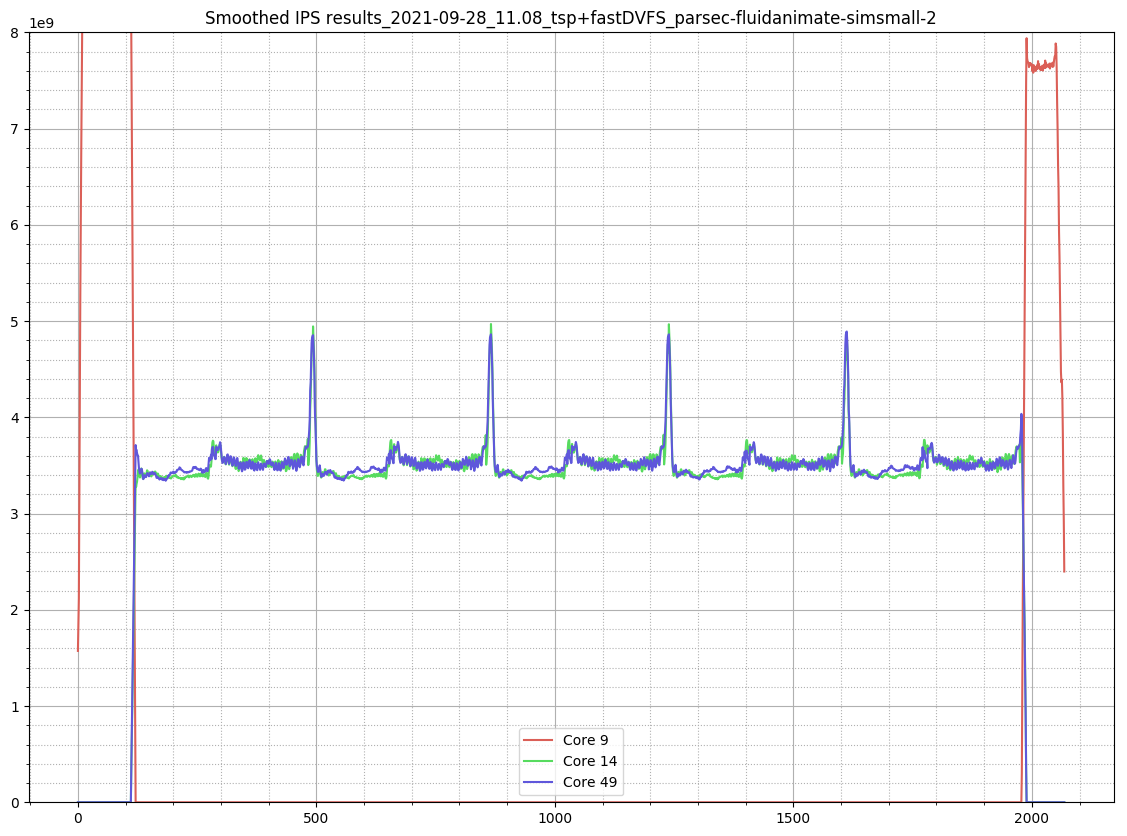 Smoothed IPS results_2021-09-28_11.08_tsp+fastDVFS_parsec-fluidanimate-simsmall-2
1e9
8
7
6
5
4
3
2
1
0
Core 9
Core 14
Core 49
0 500 1000 1500 2000